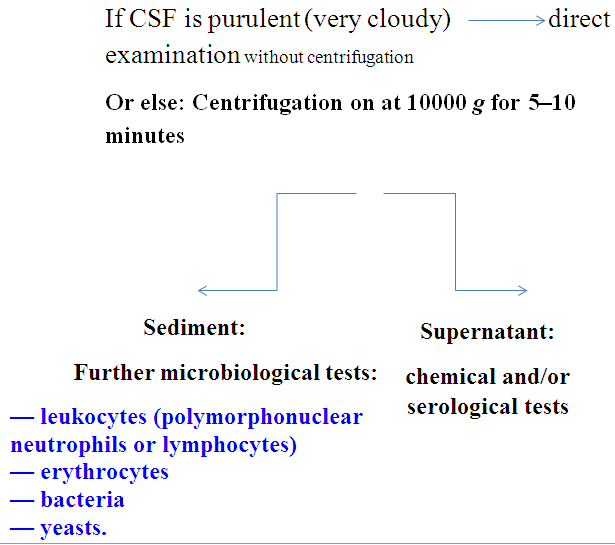 If CSF is purulent (very cloudy) direct
examination without centrifugation
Or else: Centrifugation on at 10000 g for 5–10
minutes
Sediment:
Further microbiological tests:
— leukocytes (polymorphonuclear
neutrophils or lymphocytes)
— erythrocytes
— bacteria
— yeasts.
Supernatant:
chemical and/or
serological tests